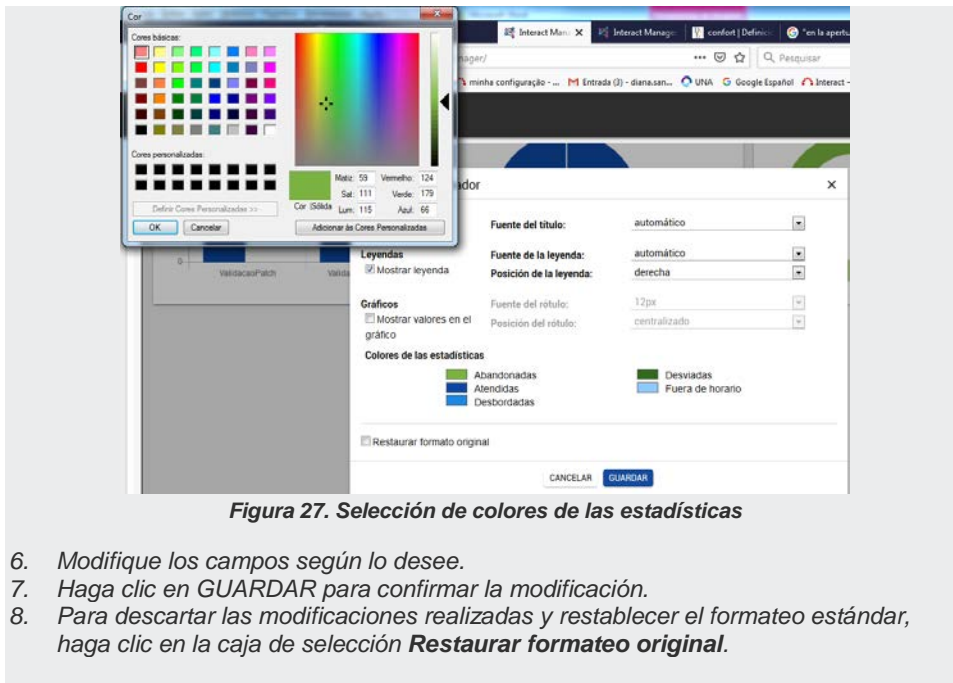 Cor
Cores básicas:
Cores personalizadas:
Definir Cores Personalizadas >>
OK Cancelar
Cor |Sólida
Matiz: 59 Vermelho: 124
Sat: 111 Verde: 179
Lum: 115 Azul: 66
Adicionar às Cores Personalizadas
Interact Man
Interact Manage
confort | Definici
"en la apertu
nager/
Pesquisar
minha configuração - ...
Entrada (3) - diana.san...
UNA
Google Español
Interact -
0
ValidacaoPatch
Valida
ador
Fuente del título: automático
Leyendas
Mostrar leyenda
Fuente de la leyenda: automático
Posición de la leyenda: derecha
Gráficos
Mostrar valores en el
gráfico
Fuente del rótulo: 12px
Posición del rótulo: centralizado
Colores de las estadísticas
Abandonadas Desviadas
Atendidas Fuera de horario
Desbordadas
Restaurar formato original
CANCELAR GUARDAR
Figura 27. Selección de colores de las estadísticas
6. Modifique los campos según lo desee.
7. Haga clic en GUARDAR para confirmar la modificación.
8. Para descartar las modificaciones realizadas y restablecer el formateo estándar,
haga clic en la caja de selección Restaurar formateo original.